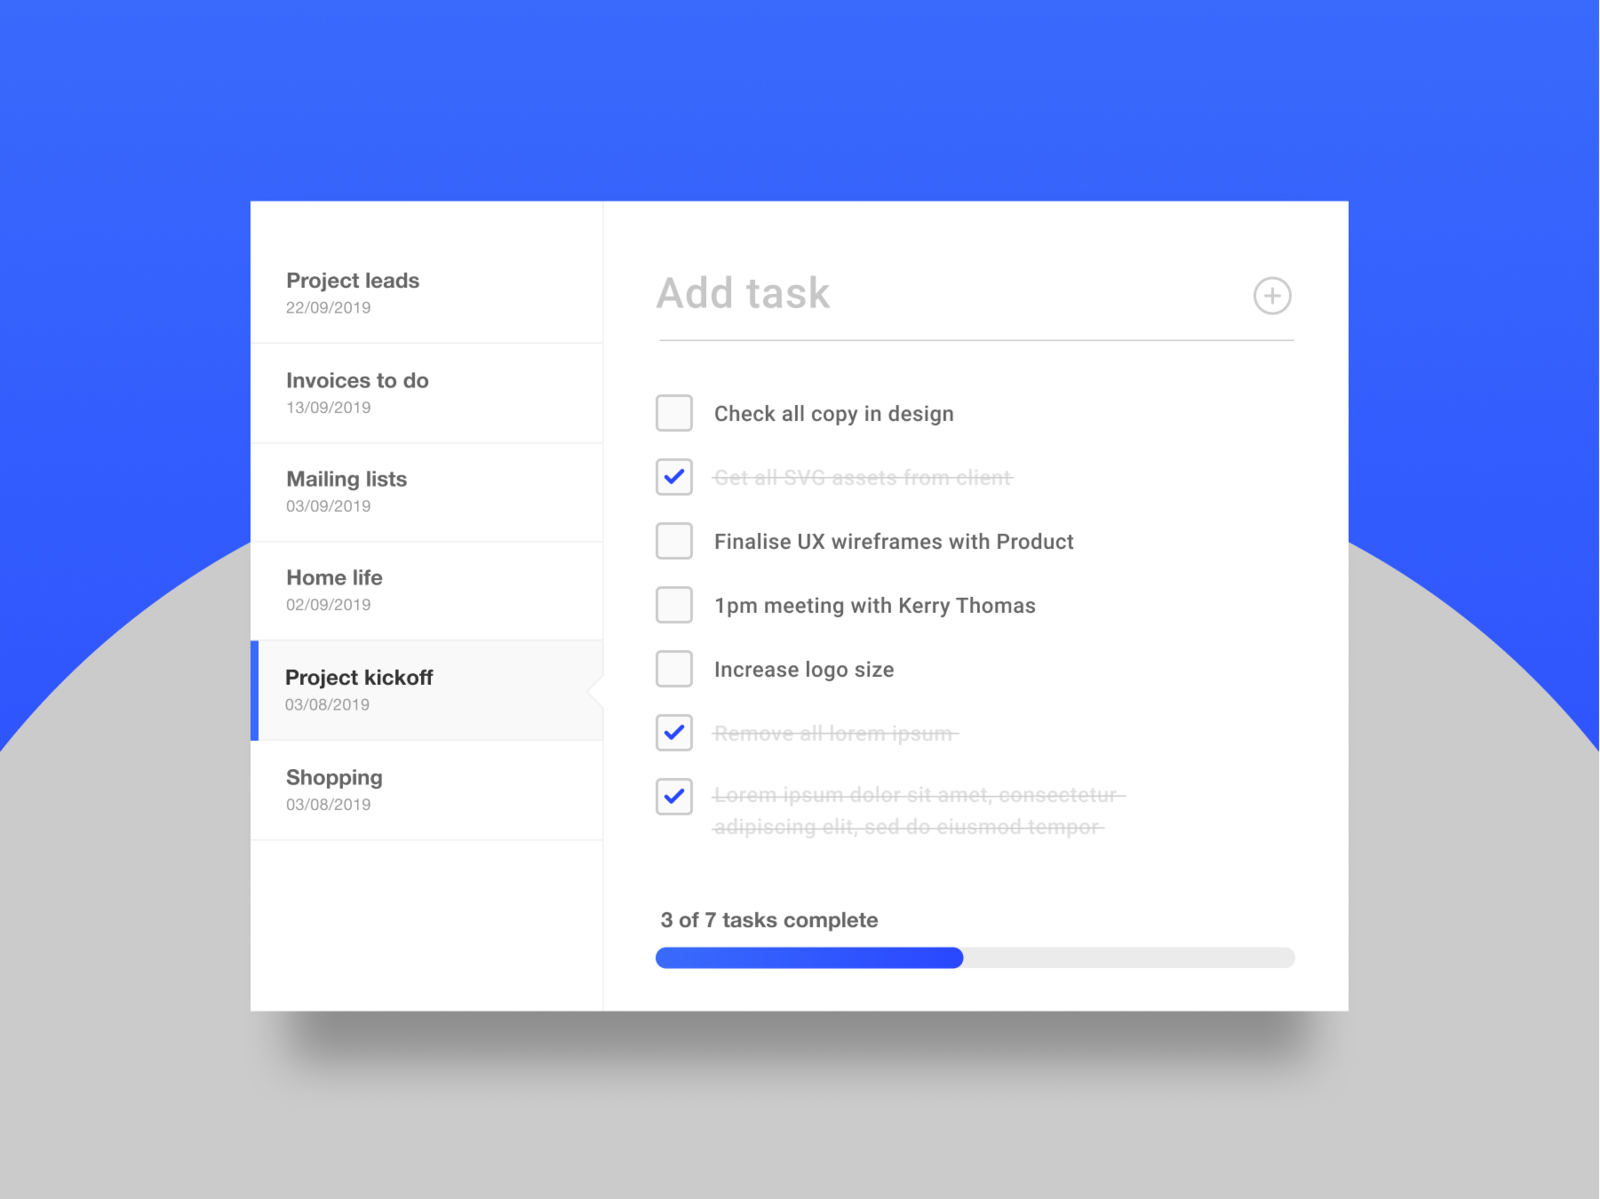 Project leads
22/09/2019
Invoices to do
13/09/2019
Mailing lists
03/09/2019
Home life
02/09/2019
Project kickoff
03/08/2019
Shopping
03/08/2019
Add task
Check all copy in design
Get all SVG assets from client
Finalise UX wireframes with Product
1pm meeting with Kerry Thomas
Increase logo size
Remove all lorem ipsum
Lorem ipsum dolor sit amet, consectetur
adipiscing elit, sed do eiusmod tempor
3 of 7 tasks complete